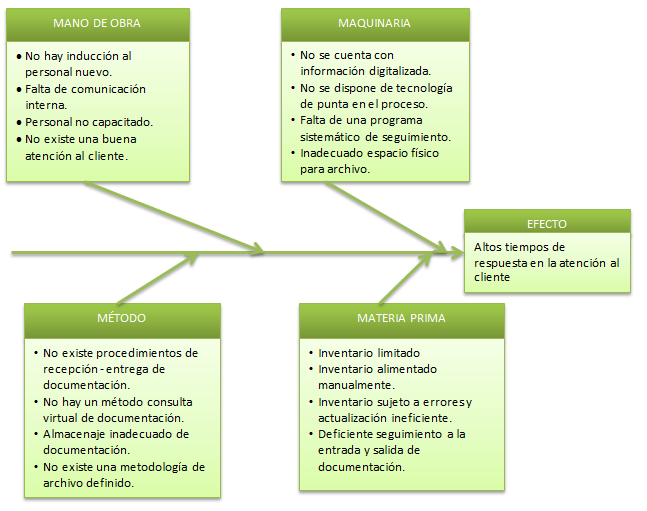 MANO DE OBRA
● No hay inducción al
personal nuevo.
● Falta de comunicación
interna.
● Personal no capacitado.
● No existe una buena
atención al cliente.
MAQUINARIA
• No se cuenta con
información digitalizada.
• No se dispone de tecnología
de punta en el proceso.
• Falta de una programa
sistemático de seguimiento.
• Inadecuado espacio físico
para archivo.
EFECTO
Altos tiempos de
respuesta en la atención al
cliente
MÉTODO
• No existe procedimientos de
recepción - entrega de
documentación.
• No hay un método consulta
virtual de documentación.
• Almacenaje inadecuado de
documentación.
• No existe una metodología de
archivo definido.
MATERIA PRIMA
• Inventario limitado
• Inventario alimentado
manualmente.
• Inventario sujeto a errores y
actualización ineficiente.
• Deficiente seguimiento a la
entrada y salida de
documentación.